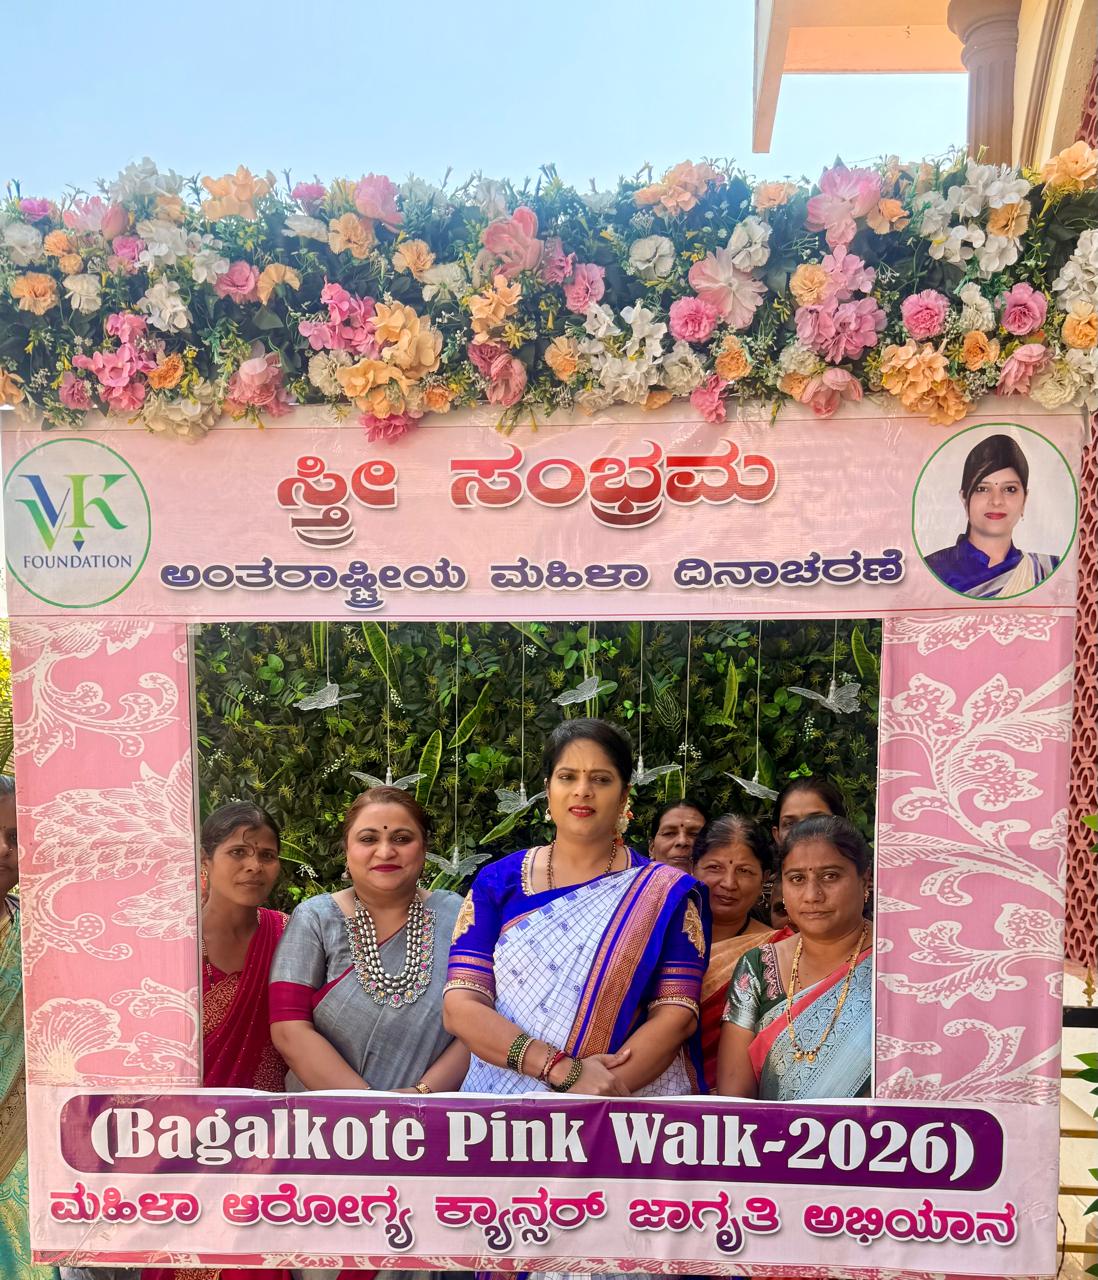 VK
FOUNDATION
ಸ್ತ್ರೀ ಸಂಭ್ರಮ
ಅಂತರಾಷ್ಟ್ರೀಯ ಮಹಿಳಾ ದಿನಾಚರಣೆ
(Bagalkote Pink Walk-2026)
ಮಹಿಳಾ ಆರೋಗ್ಯ ಕ್ಯಾನ್ಸರ್ ಜಾಗೃತಿ ಅಭಿಯಾನ